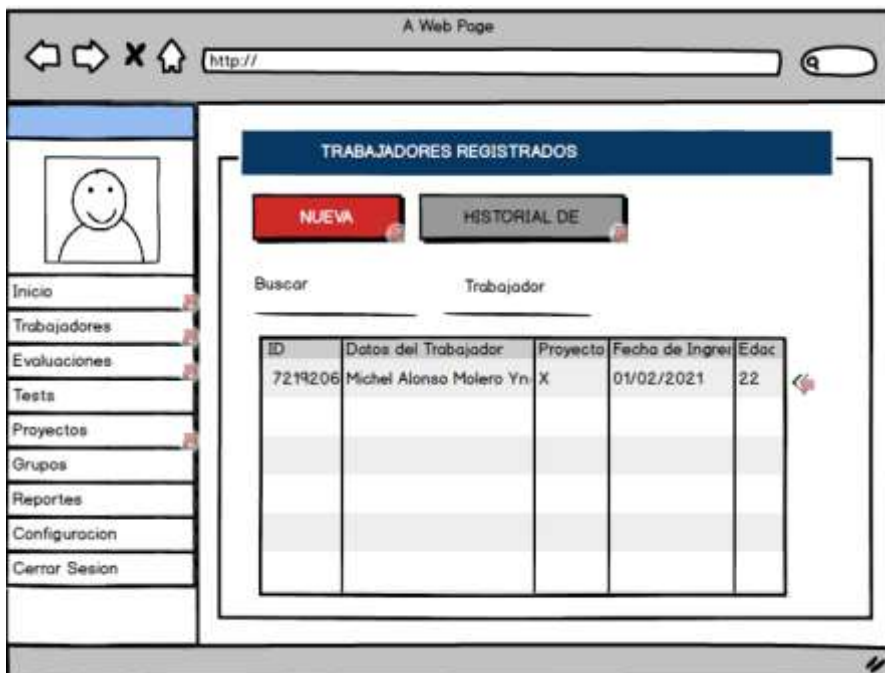 A Web Page
http://
TRABAJADORES REGISTRADOS
NUEVA HISTORIAL DE
Buscar Trabajador
Inicio
Trabajadores
Evaluaciones
Tests
Proyectos
Grupos
Reportes
Configuracion
Cerrar Sesion
ID Datos del Trabajador Proyecto Fecha de Ingres Edac
7219206 Michel Alonso Molero Yn X 01/02/2021 22